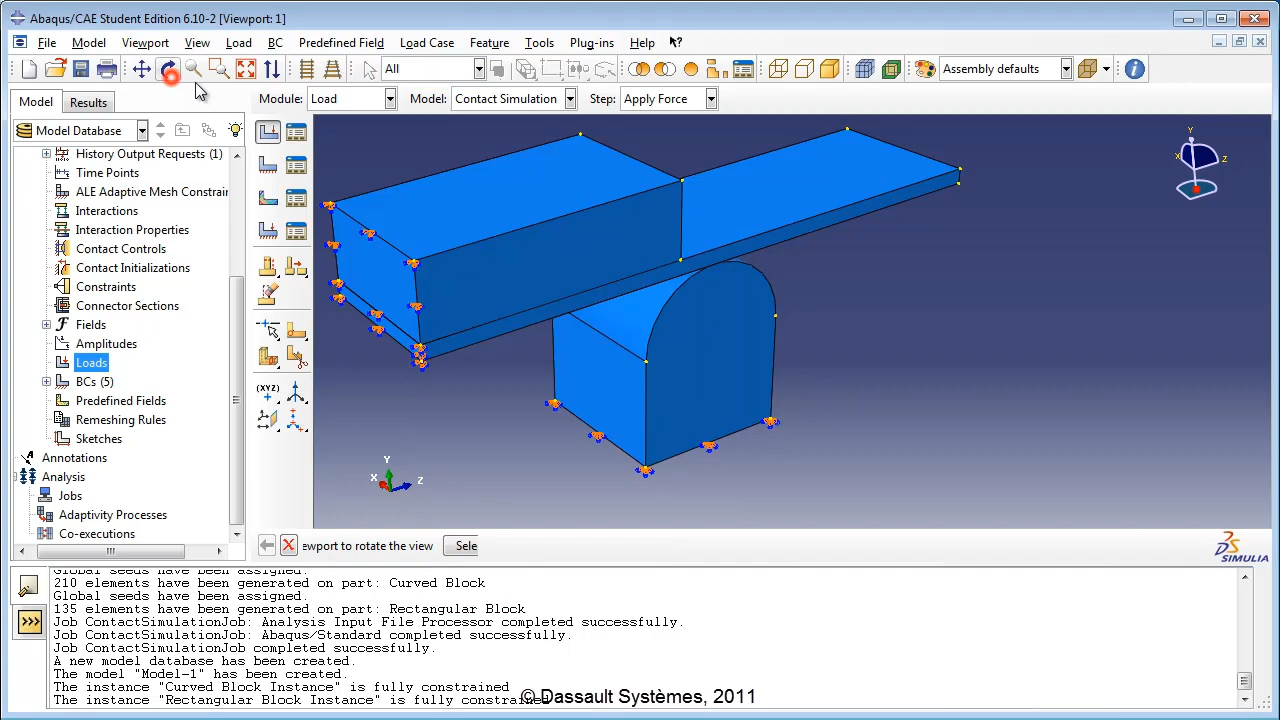 Abaqus/CAE Student Edition 6.10-2 [Viewport: 1]
File Model Viewport View Load BC Predefined Field Load Case Feature Tools Plug-ins Help
All Assembly defaults
Model Results
Module: Load Model: Contact Simulation Step: Apply Force
Model Database
History Output Requests (1)
Time Points
ALE Adaptive Mesh Constrain
Interactions
Interaction Properties
Contact Controls
Contact Initializations
Constraints
Connector Sections
Fields
Amplitudes
Loads
BCs (5)
Predefined Fields
Remeshing Rules
Sketches
Annotations
Analysis
Jobs
Adaptivity Processes
Co-executions
(XYZ)
Y
X
Z
Y
X
Z
ewport to rotate the view Sele
SIMULIA
Global seeds have been assigned.
210 elements have been generated on part: Curved Block
Global seeds have been assigned.
135 elements have been generated on part: Rectangular Block
Job ContactSimulationJob: Analysis Input File Processor completed successfully.
Job ContactSimulationJob: Abaqus/Standard completed successfully.
Job ContactSimulationJob completed successfully.
A new model database has been created.
The model "Model-1" has been created.
The instance "Curved Block Instance" is fully constrained
The instance "Rectangular Block Instance" is fully constrained
© Dassault Systèmes, 2011